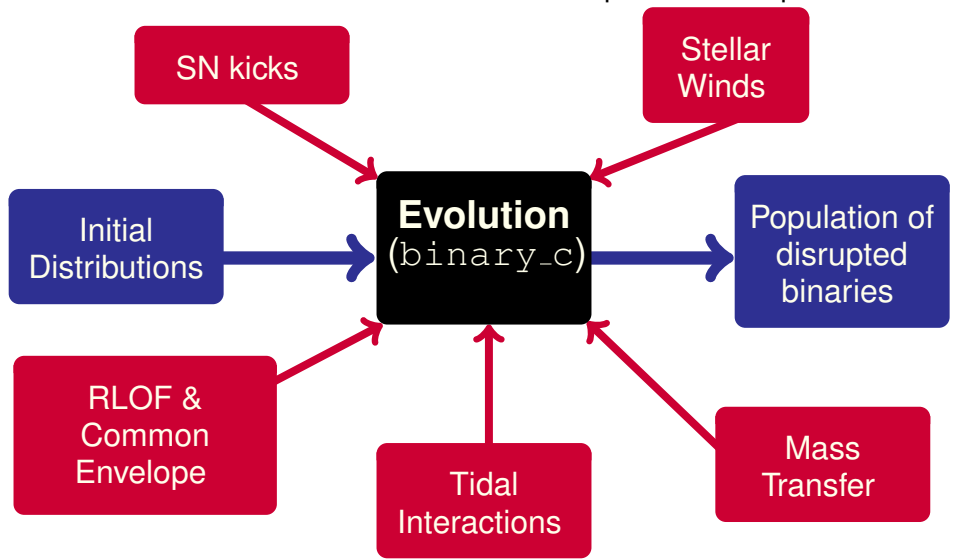 SN kicks
Stellar
Winds
Initial
Distributions
Evolution
(binary_c)
Population of
disrupted
binaries
RLOF &
Common
Envelope
Tidal
Interactions
Mass
Transfer